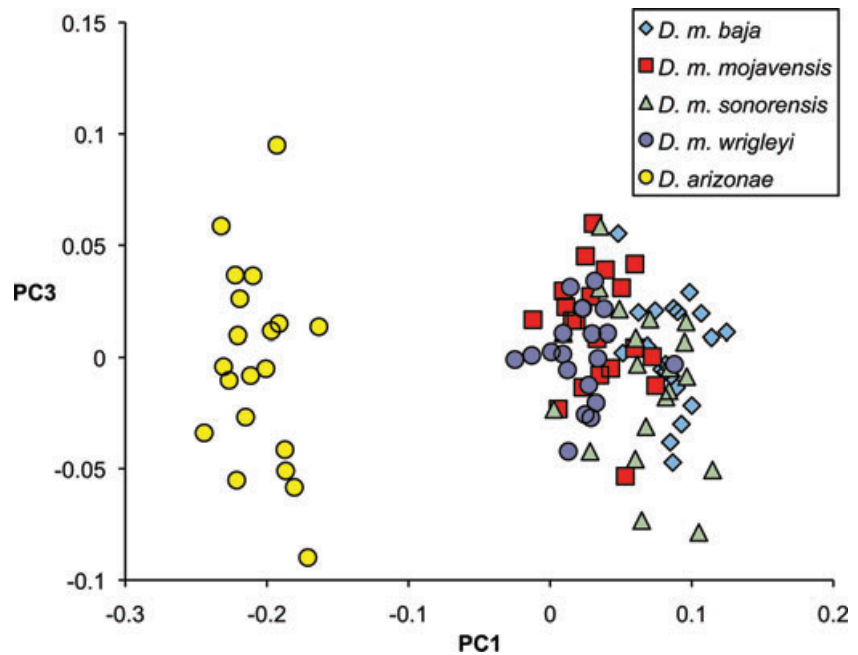 0.15
0.1
0.05
0
-0.05
-0.1
PC3
-0.3
-0.2
-0.1
0
0.1
0.2
PC1
D. m. baja
D. m. mojavensis
D. m. sonorensis
D. m. wrigleyi
D. arizonae